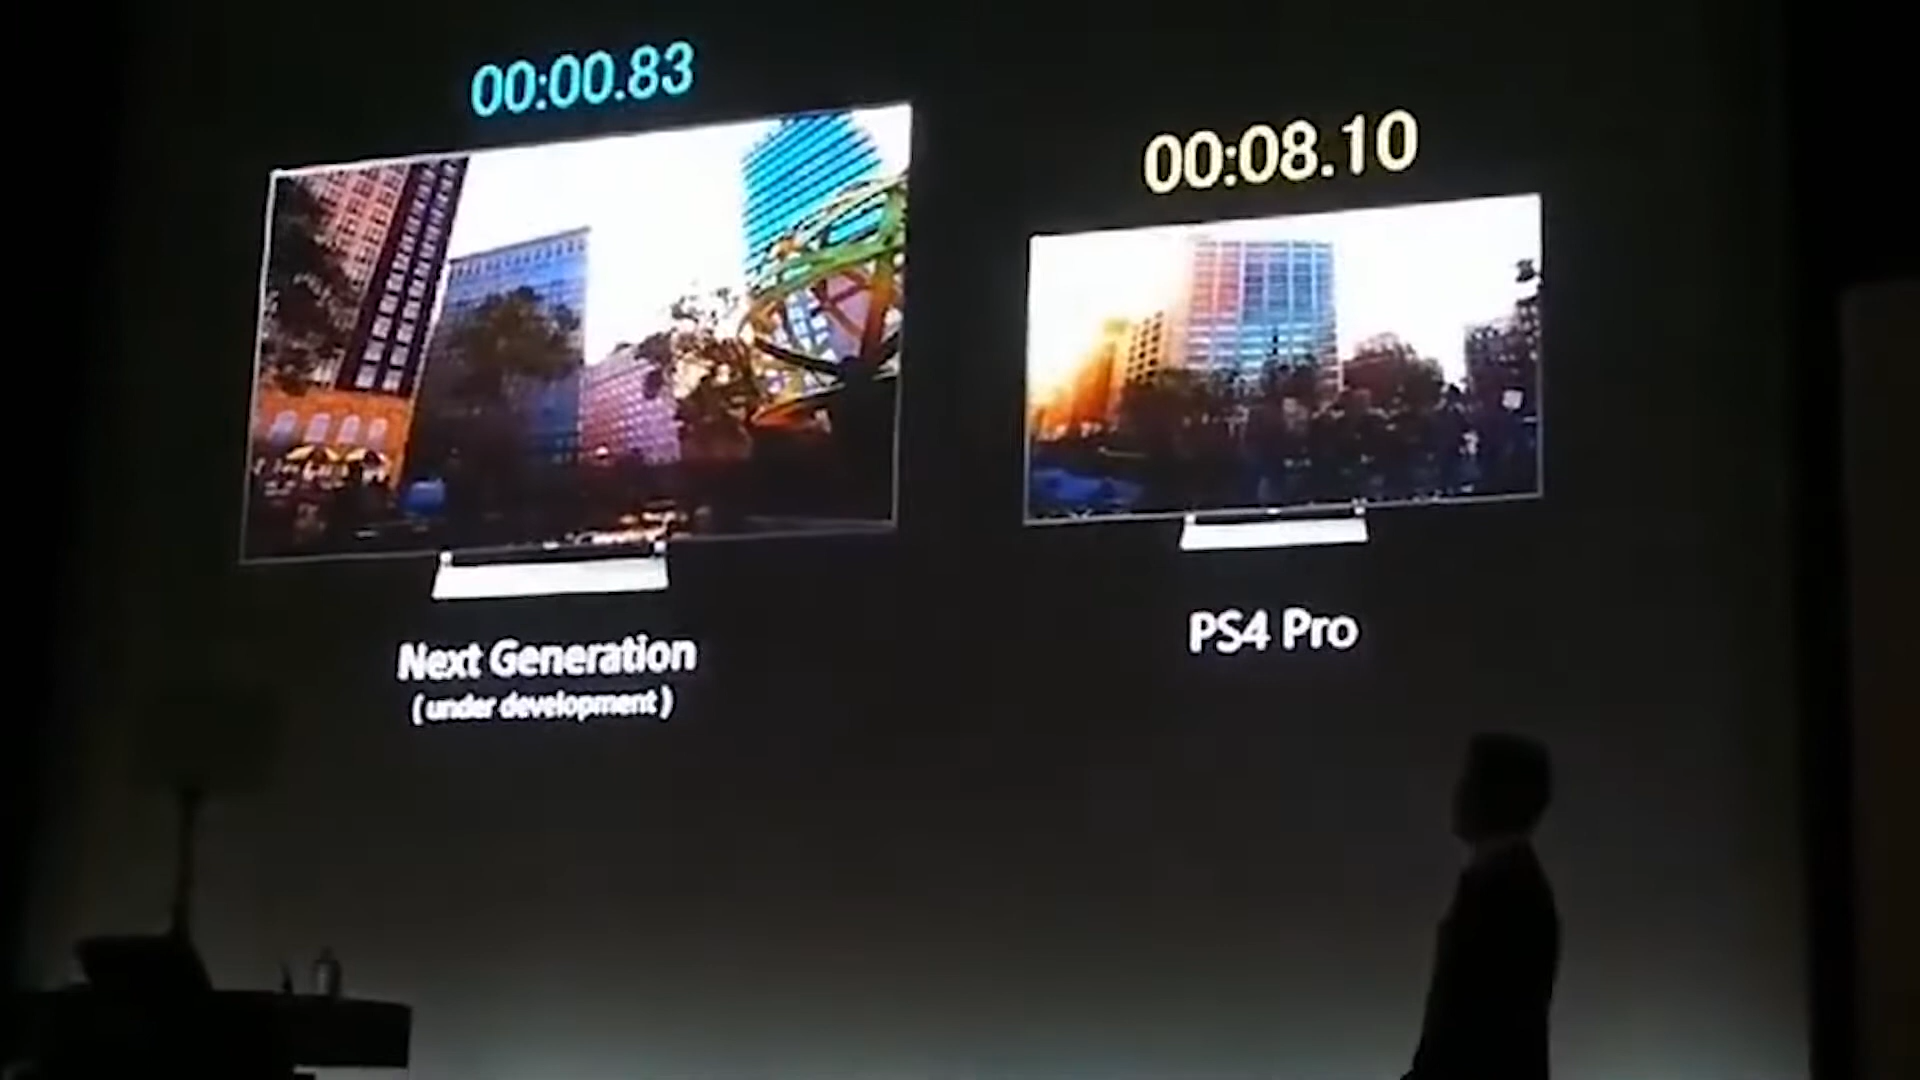 00:00.83
00:08.10
Next Generation
( under development )
PS4 Pro